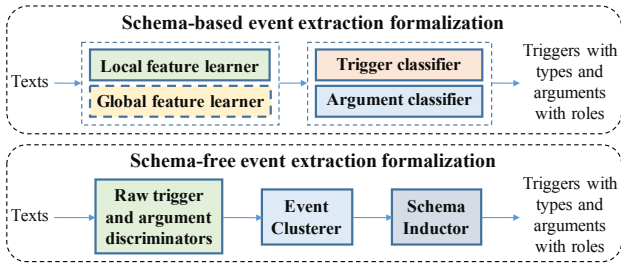 Schema-based event extraction formalization
Texts
Local feature learner
Global feature learner
Trigger classifier
Argument classifier
Triggers with
types and
arguments
with roles
Schema-free event extraction formalization
Texts
Raw trigger
and argument
discriminators
Event
Clusterer
Schema
Inductor
Triggers with
types and
arguments
with roles